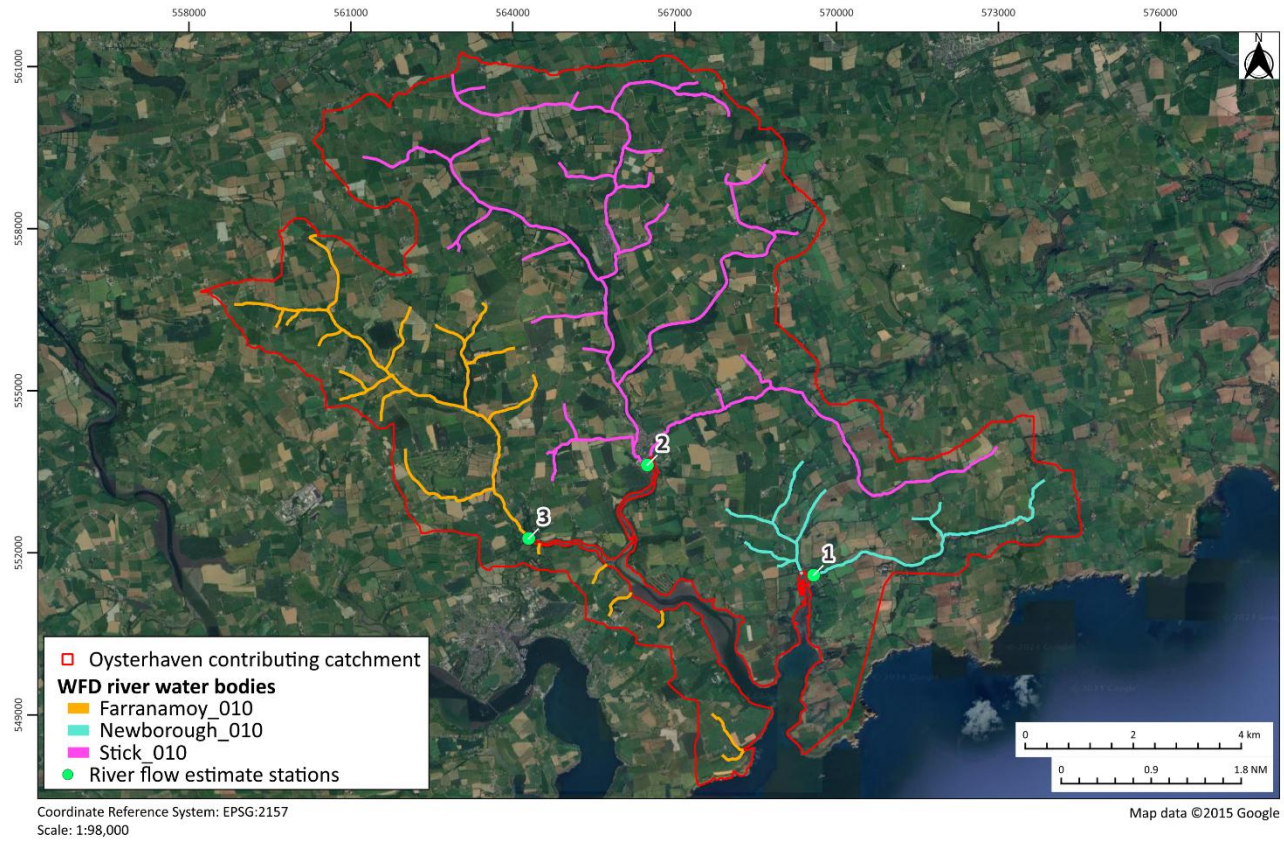 558000 561000 564000 567000 570000 573000 576000
N
561000
558000
555000
552000
549000
2
3
1
Oysterhaven contributing catchment
WFD river water bodies
Farranamoy_010
Newborough_010
Stick_010
River flow estimate stations
0 2 4 km
0 0.9 1.8 NM
Coordinate Reference System: EPSG:2157
Map data ©2015 Google
Scale: 1:98,000